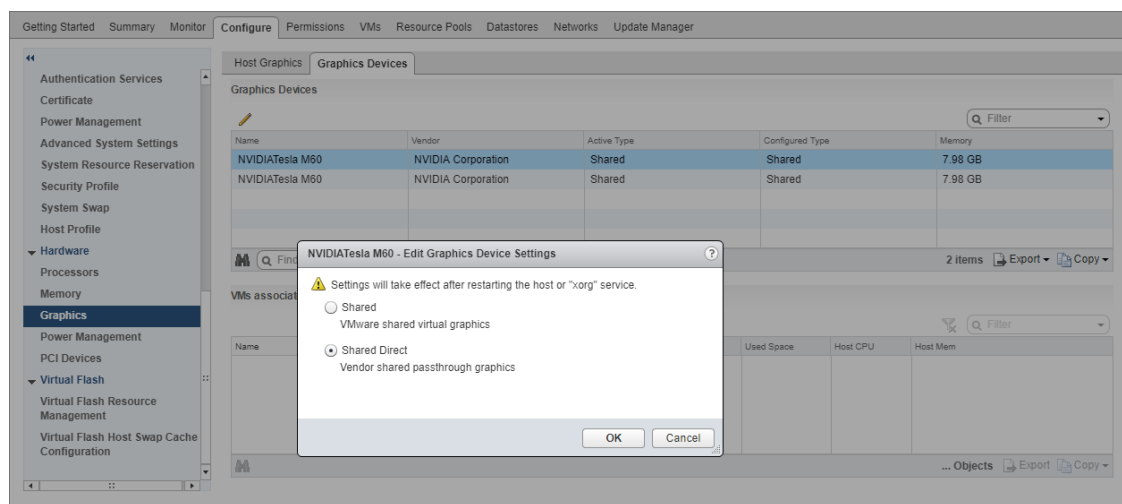 Getting Started Summary Monitor Configure Permissions VMs Resource Pools Datastores Networks Update Manager
Authentication Services
Certificate
Power Management
Advanced System Settings
System Resource Reservation
Security Profile
System Swap
Host Profile
Hardware
Processors
Memory
Graphics
Power Management
PCI Devices
Virtual Flash
Virtual Flash Resource
Management
Virtual Flash Host Swap Cache
Configuration
Host Graphics Graphics Devices
Graphics Devices
Filter
Name Vendor Active Type Configured Type Memory
NVIDIATesla M60 NVIDIA Corporation Shared Shared 7.98 GB
NVIDIATesla M60 NVIDIA Corporation Shared Shared 7.98 GB
2 items Export Copy
VMs associat
Filter
Name Used Space Host CPU Host Mem
... Objects Export Copy
NVIDIATesla M60 - Edit Graphics Device Settings ?
Settings will take effect after restarting the host or "xorg" service.
Shared
VMware shared virtual graphics
Shared Direct
Vendor shared passthrough graphics
OK Cancel